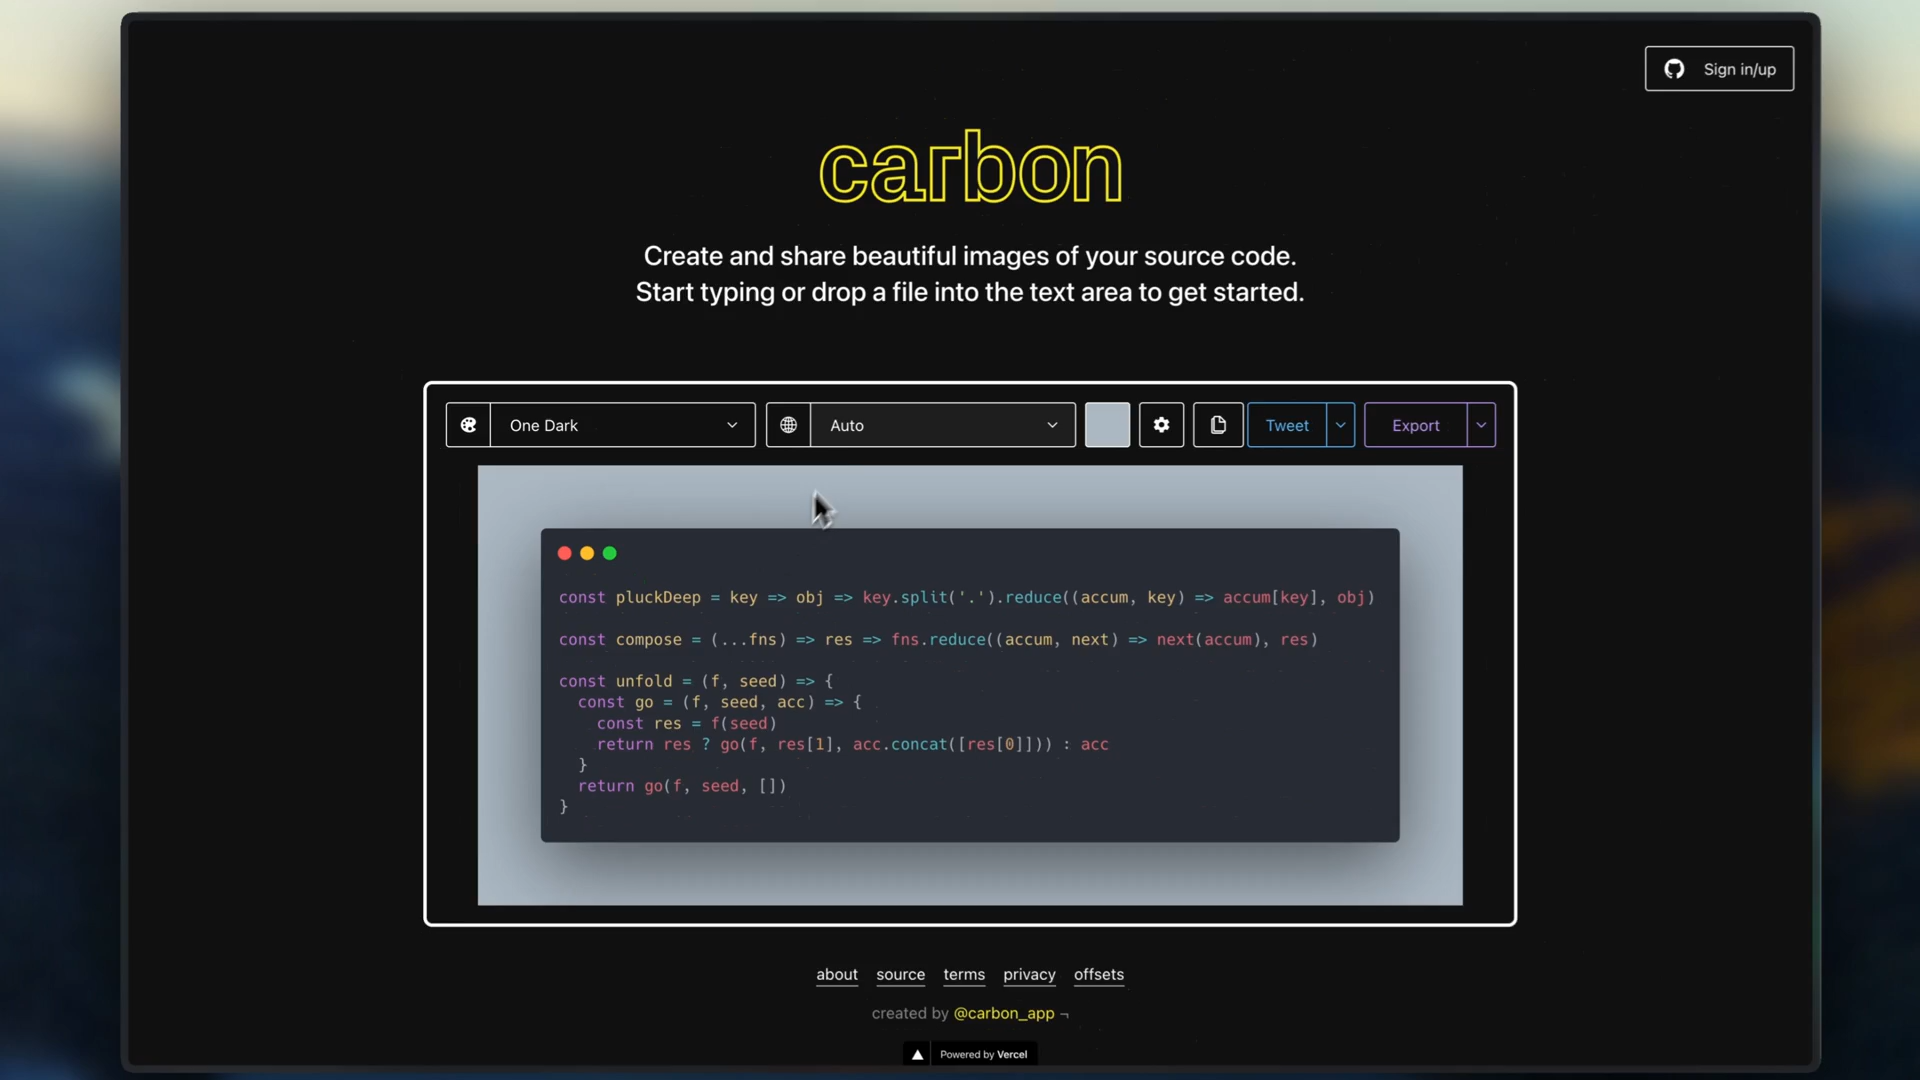 Sign in/up
carbon
Create and share beautiful images of your source code.
Start typing or drop a file into the text area to get started.
One Dark
Auto
Tweet
Export
const pluckDeep = key => obj => key.split('.').reduce((accum, key) => accum[key], obj)
const compose = (...fns) => res => fns.reduce((accum, next) => next(accum), res)
const unfold = (f, seed) => {
  const go = (f, seed, acc) => {
    const res = f(seed)
    return res ? go(f, res[1], acc.concat([res[0]])) : acc
  }
  return go(f, seed, [])
}
about source terms privacy offsets
created by @carbon_app ¬
Powered by Vercel